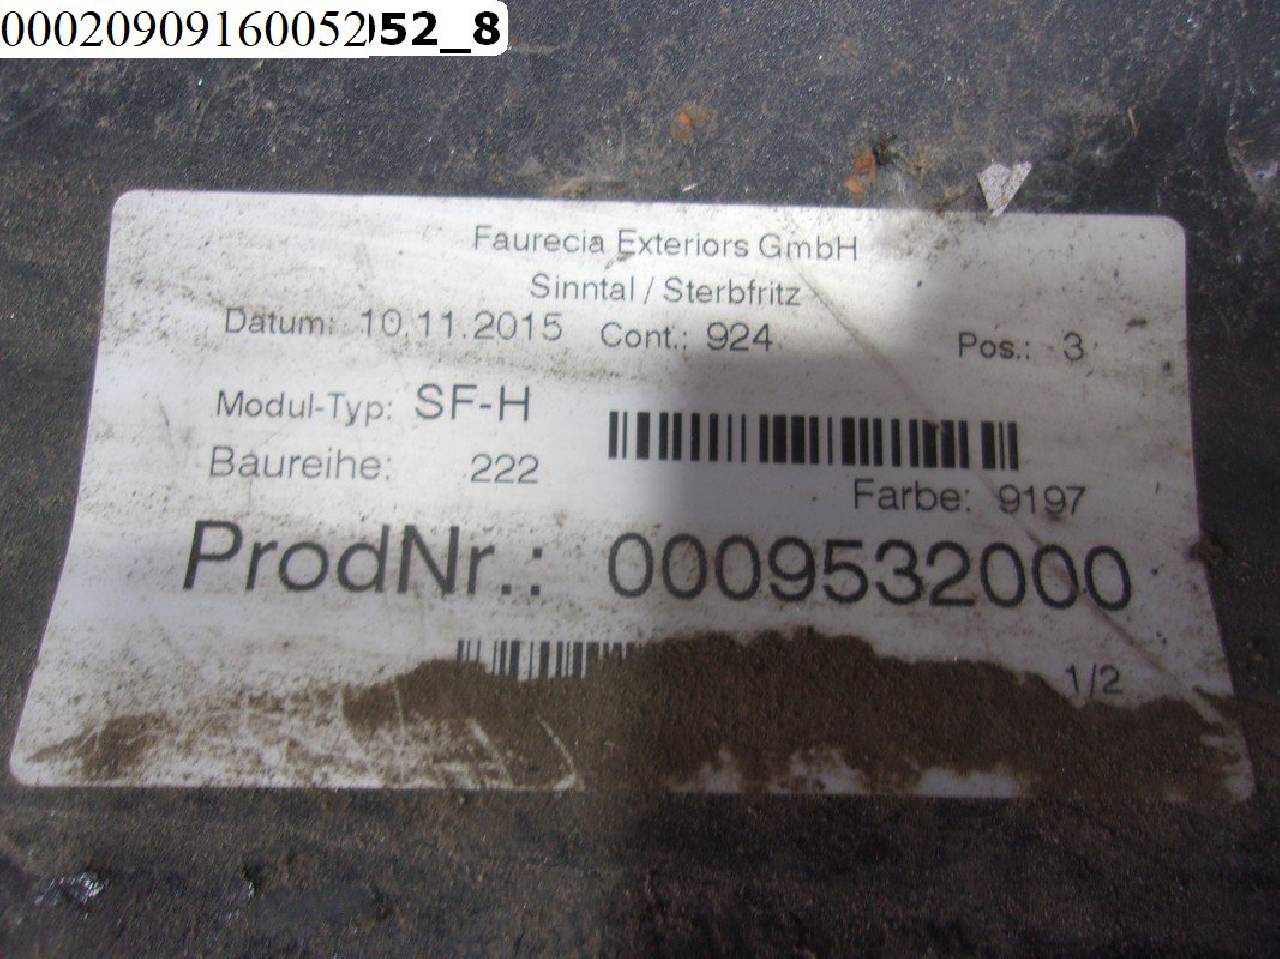 00020909160052052_8
Faurecia Exteriors GmbH
Sinntal / Sterbfritz
Datum: 10.11.2015 Cont.: 924 Pos.: 3
Modul-Typ: SF-H
Baureihe: 222
Farbe: 9197
ProdNr.: 0009532000
1/2